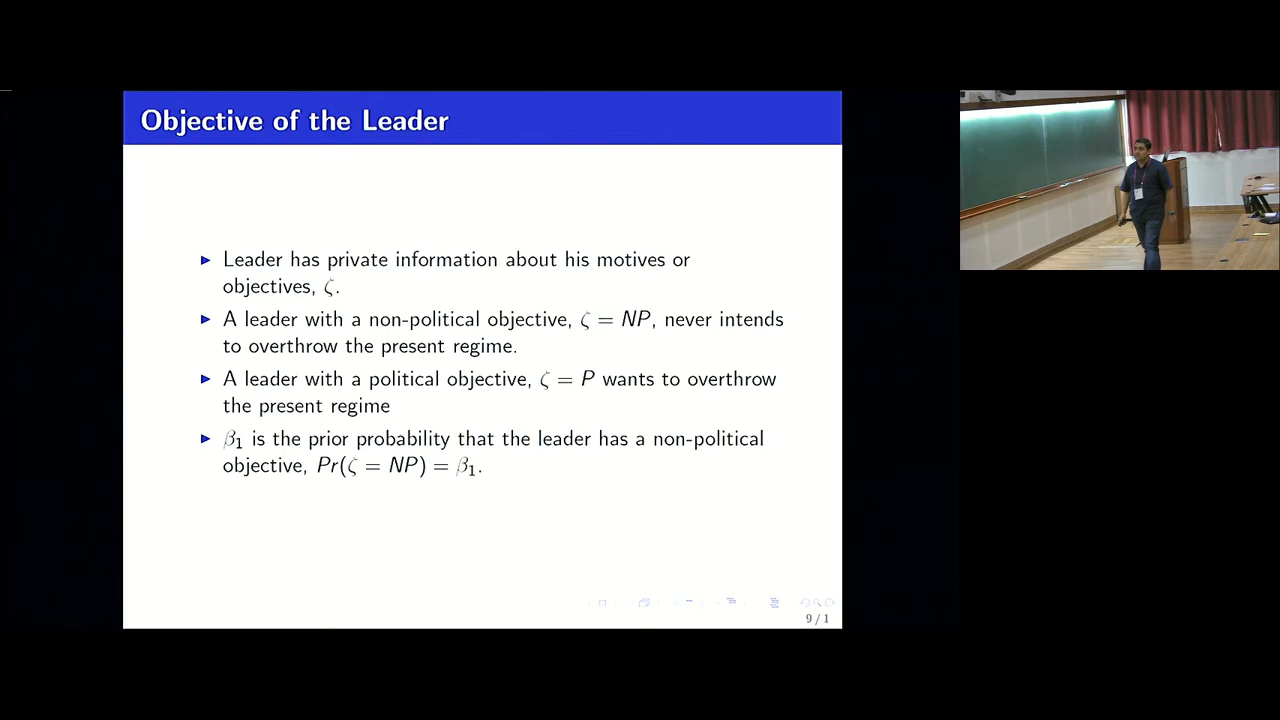 Objective of the Leader
Leader has private information about his motives or
objectives, ζ.
A leader with a non-political objective, ζ = NP, never intends
to overthrow the present regime.
A leader with a political objective, ζ = P wants to overthrow
the present regime
β₁ is the prior probability that the leader has a non-political
objective, Pr(ζ = NP) = β₁.
9 / 1